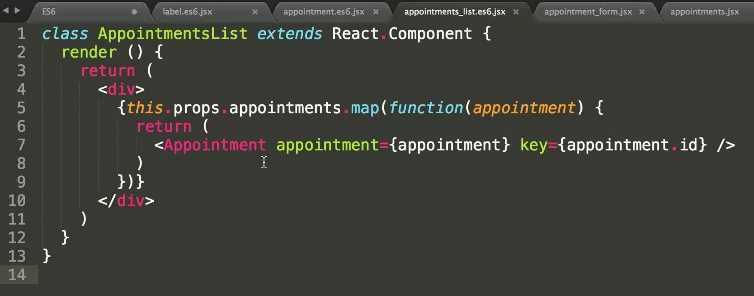 ES6
label.es6.jsx
appointment.es6.jsx
appointments_list.es6.jsx
appointment_form.jsx
appointments.jsx
1 class AppointmentsList extends React.Component {
2   render () {
3     return (
4       <div>
5         {this.props.appointments.map(function(appointment) {
6           return (
7             <Appointment appointment={appointment} key={appointment.id} />
8           )
9         })}
10       </div>
11     )
12   }
13 }
14